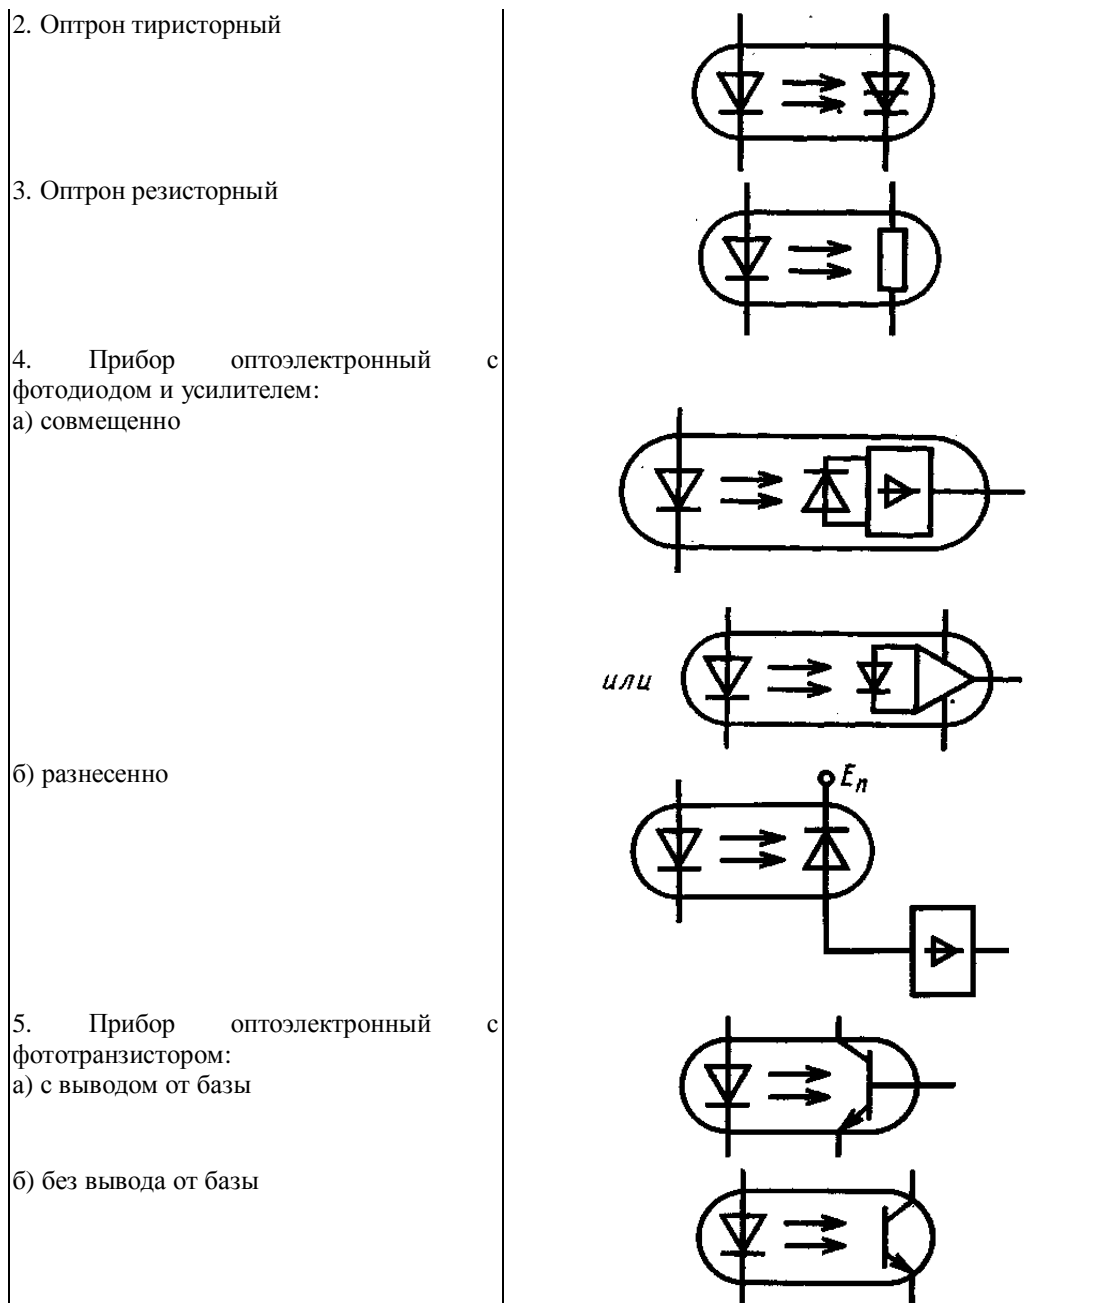 2. Оптрон тиристорный
3. Оптрон резисторный
4. Прибор оптоэлектронный с
фотодиодом и усилителем:
а) совмещенно
или
б) разнесенно
Eп
5. Прибор оптоэлектронный с
фототранзистором:
а) с выводом от базы
б) без вывода от базы